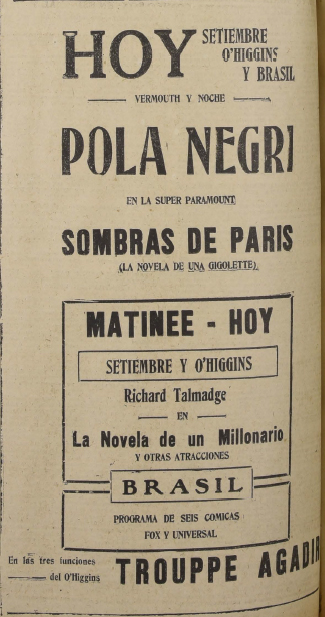 HOY SETIEMBRE
O'HIGGINS
Y BRASIL
VERMOUTH Y NOCHE
POLA NEGRI
EN LA SUPER PARAMOUNT
SOMBRAS DE PARIS
(LA NOVELA DE UNA GIGOLETTE)
MATINEE - HOY
SETIEMBRE Y O'HIGGINS
Richard Talmadge
EN
La Novela de un Millonario
Y OTRAS ATRACCIONES
BRASIL
PROGRAMA DE SEIS COMICAS
FOX Y UNIVERSAL
En las tres funciones
del O'Higgins
TROUPPE AGADIR